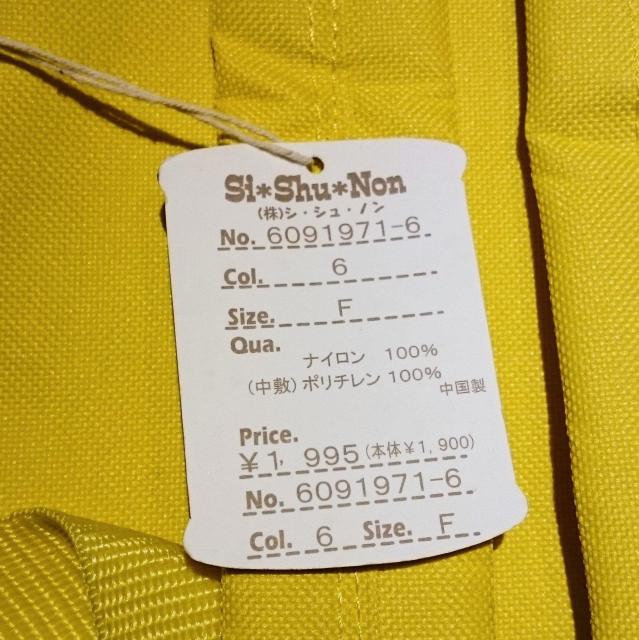 Si*Shu*Non
(株)シ・シュ・ノン
No. 6091971-6
Col. 6
Size. F
Qua.
ナイロン 100%
(中敷)ポリチレン 100%
中国製
Price.
¥1,995(本体¥1,900)
No. 6091971-6
Col. 6 Size. F